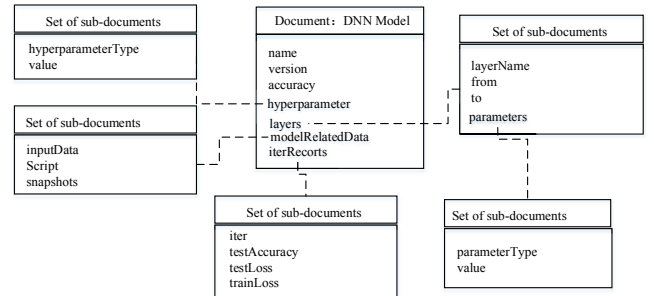 Set of sub-documents
hyperparameterType
value
Document：DNN Model
name
version
accuracy
hyperparameter
layers
modelRelatedData
iterRecorts
Set of sub-documents
layerName
from
to
parameters
Set of sub-documents
inputData
Script
snapshots
Set of sub-documents
iter
testAccuracy
testLoss
trainLoss
Set of sub-documents
parameterType
value